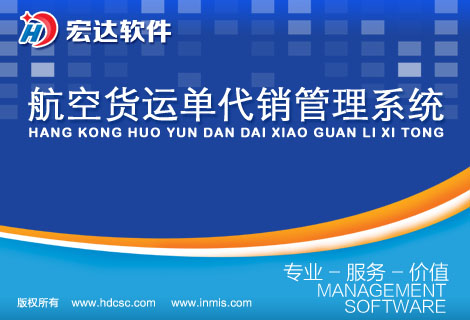 HD 宏达软件
航空货运单代销管理系统
HANG KONG HUO YUN DAN DAI XIAO GUAN LI XI TONG
专业 – 服务 – 价值
MANAGEMENT
SOFTWARE
版权所有 www.hdcsc.com www.inmis.com